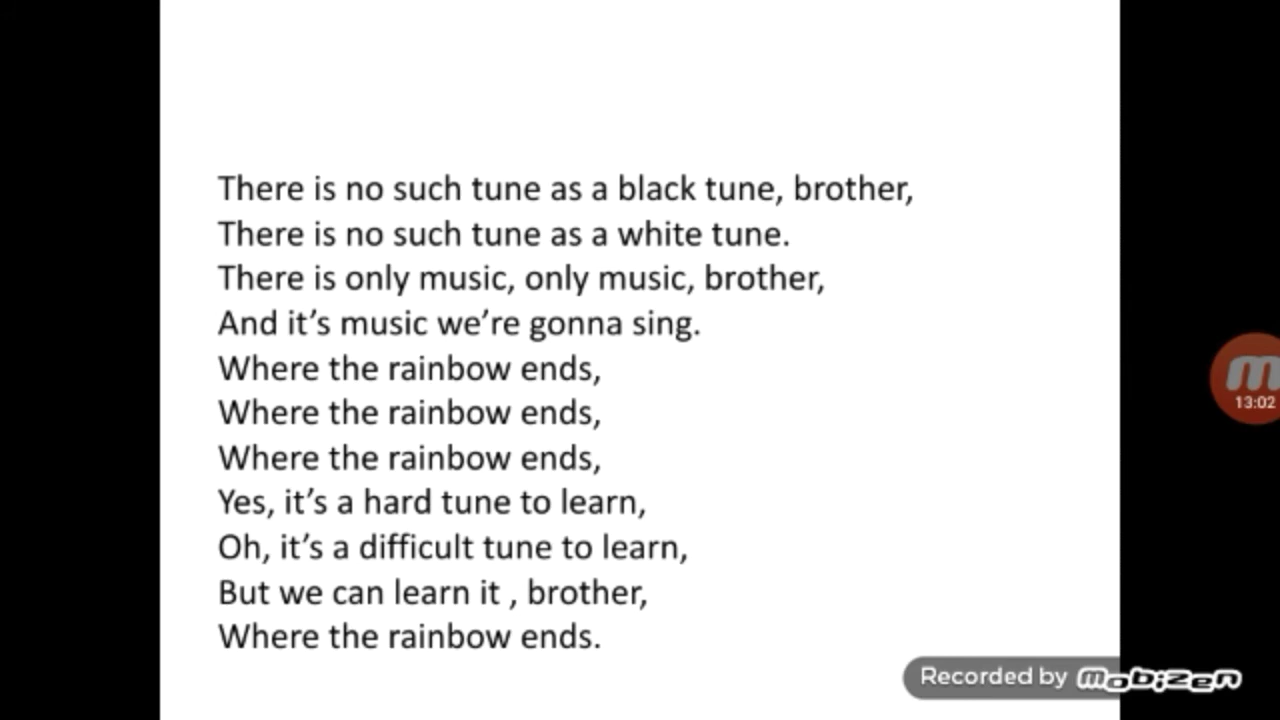 There is no such tune as a black tune, brother,
There is no such tune as a white tune.
There is only music, only music, brother,
And it’s music we’re gonna sing.
Where the rainbow ends,
Where the rainbow ends,
Where the rainbow ends,
Yes, it’s a hard tune to learn,
Oh, it’s a difficult tune to learn,
But we can learn it , brother,
Where the rainbow ends.
m
13:02
Recorded by mobizen